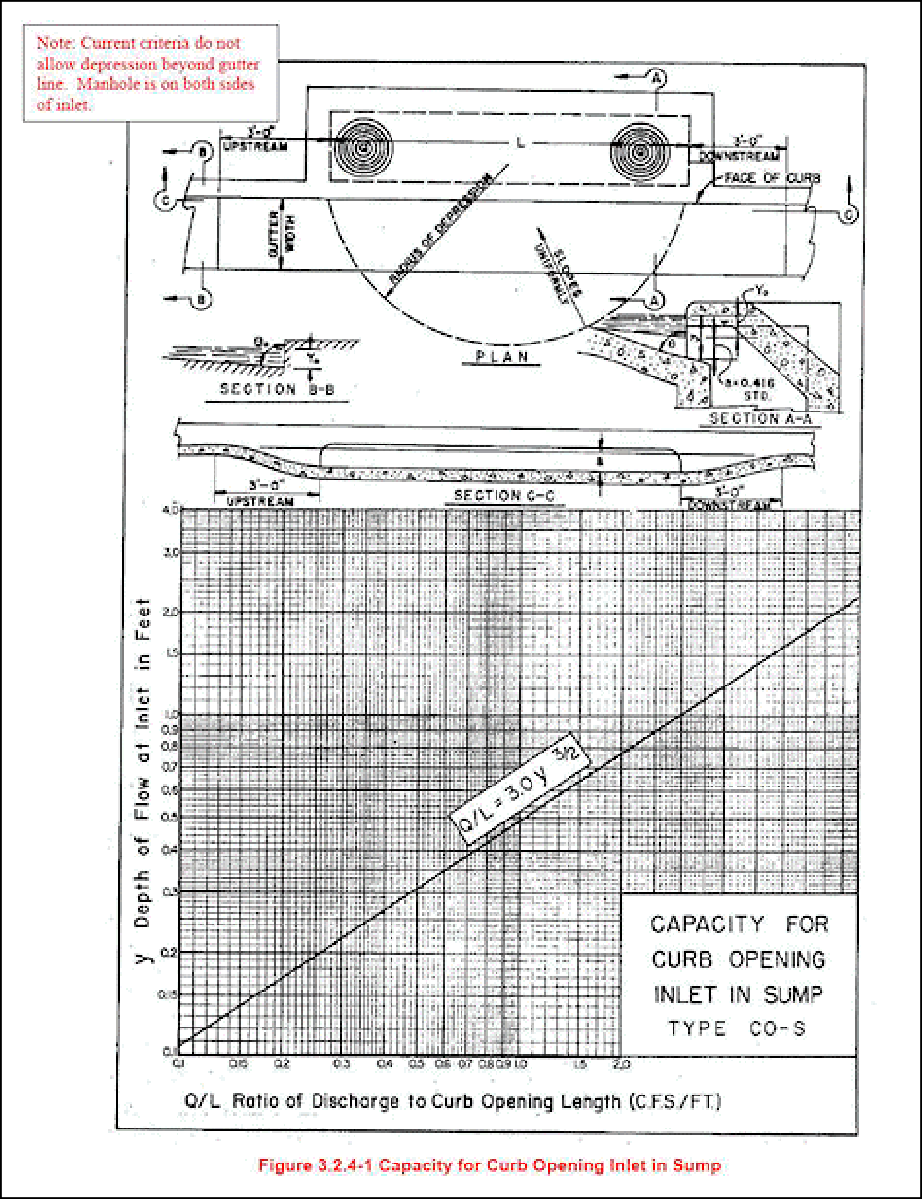 Note: Current criteria do not
allow depression beyond gutter
line. Manhole is on both sides
of inlet.
A
3'-0"
UPSTREAM
L
3'-0"
DOWNSTREAM
B
C
FACE OF CURB
C
GUTTER
WIDTH
RADIUS OF DEPRESSION
SLOPES
UNIFORMLY
B
A
PLAN
SECTION B-B
a=0.416
STD.
SECTION A-A
3'-0"
UPSTREAM
SECTION C-C
3'-0"
DOWNSTREAM
4.0
3.0
2.0
1.5
1.0
0.9
0.8
0.7
0.6
0.5
0.4
0.3
0.2
0.15
0.1
y Depth of Flow at Inlet in Feet
Q/L = 3.0 y 3/2
CAPACITY FOR
CURB OPENING
INLET IN SUMP
TYPE CO-S
0.1 0.15 0.2 0.3 0.4 0.5 0.6 0.7 0.8 0.9 1.0 1.5 2.0
Q/L Ratio of Discharge to Curb Opening Length (C.F.S./FT.)
Figure 3.2.4-1 Capacity for Curb Opening Inlet in Sump